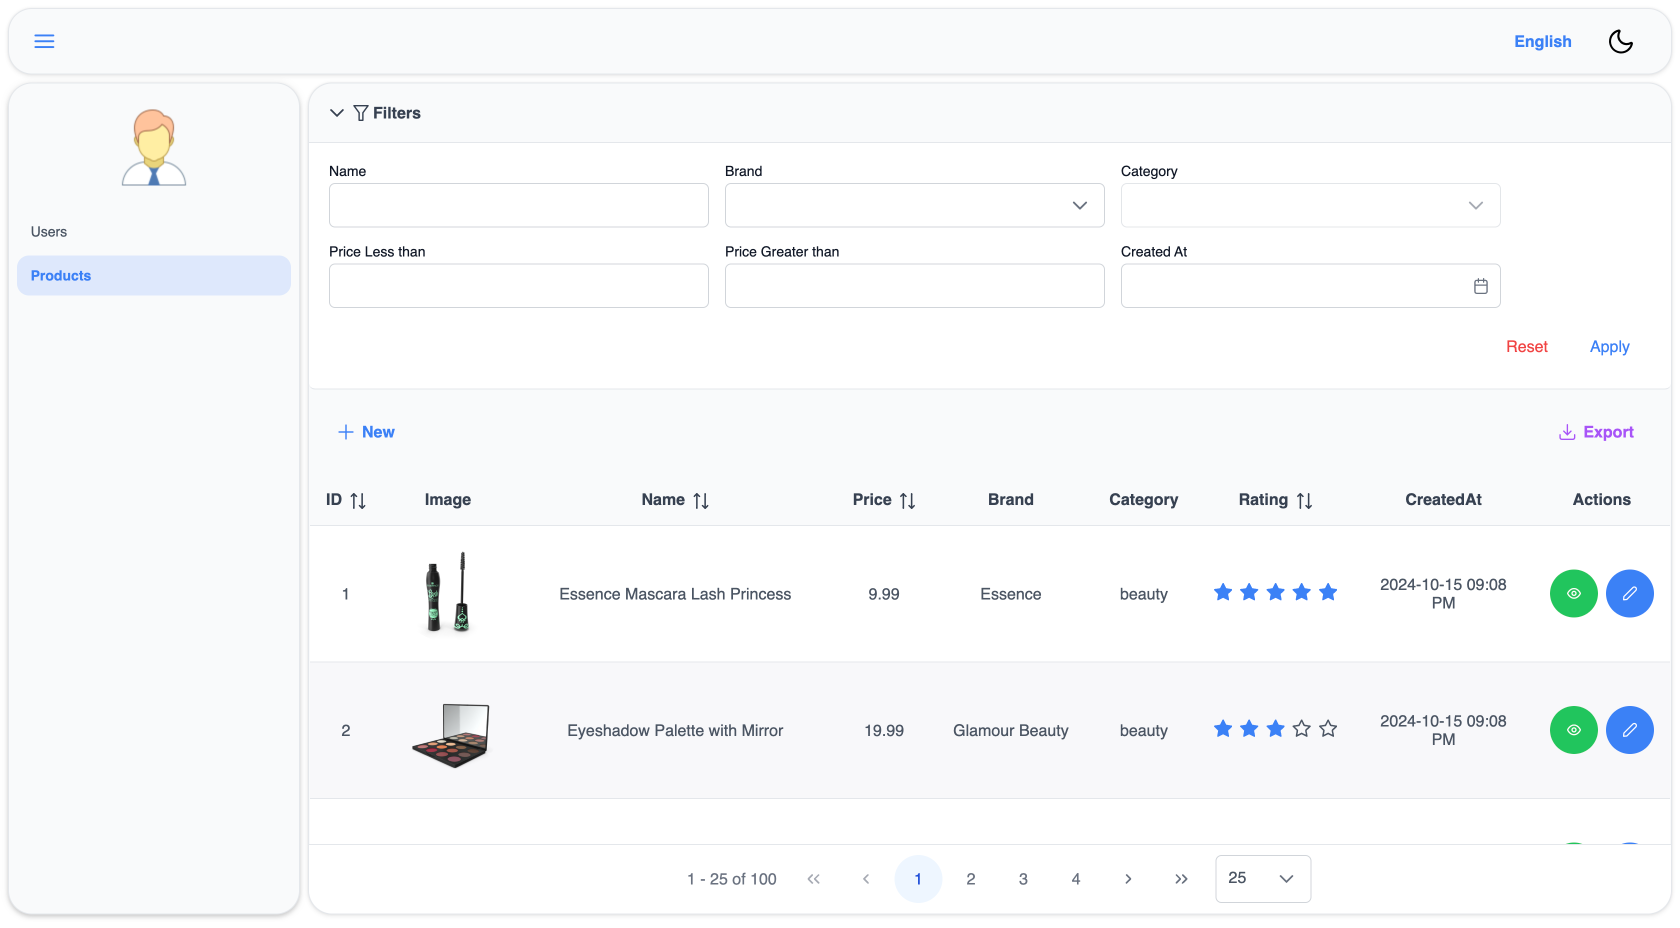 English
Users
Products
Filters
Name
Brand
Category
Price Less than
Price Greater than
Created At
Reset
Apply
New
Export
ID
Image
Name
Price
Brand
Category
Rating
CreatedAt
Actions
1
Essence Mascara Lash Princess
9.99
Essence
beauty
2024-10-15 09:08
PM
2
Eyeshadow Palette with Mirror
19.99
Glamour Beauty
beauty
2024-10-15 09:08
PM
1 - 25 of 100
1
2
3
4
25